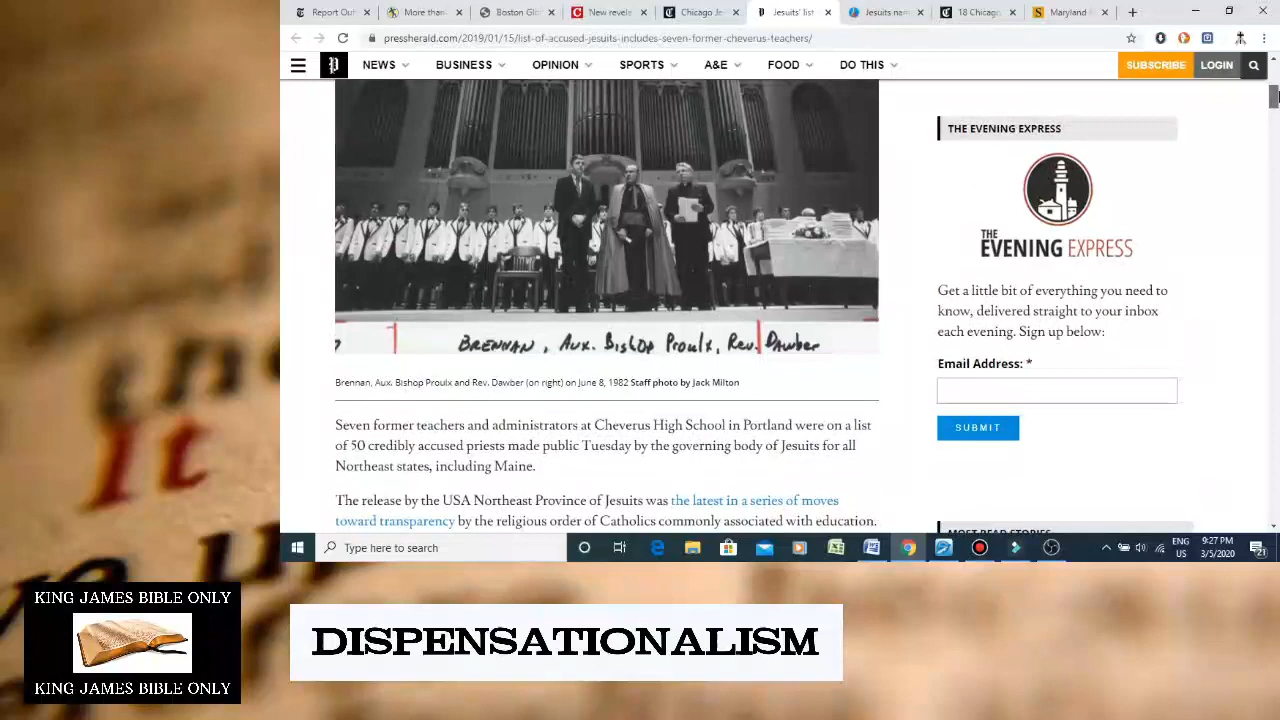 Report Ou
More than
Boston Glo
New revel
Chicago Je
Jesuits' list
Jesuits nam
18 Chicago
Maryland
pressherald.com/2019/01/15/list-of-accused-jesuits-includes-seven-former-cheverus-teachers/
NEWS BUSINESS OPINION SPORTS A&E FOOD DO THIS SUBSCRIBE LOGIN
BRENNAN, Aux. Bishop Proulx, Rev. Dawber
Brennan, Aux. Bishop Proulx and Rev. Dawber (on right) on June 8, 1982 Staff photo by Jack Milton
Seven former teachers and administrators at Cheverus High School in Portland were on a list
of 50 credibly accused priests made public Tuesday by the governing body of Jesuits for all
Northeast states, including Maine.
The release by the USA Northeast Province of Jesuits was the latest in a series of moves
toward transparency by the religious order of Catholics commonly associated with education.
THE EVENING EXPRESS
THE
EVENING EXPRESS
Get a little bit of everything you need to
know, delivered straight to your inbox
each evening. Sign up below:
Email Address: *
SUBMIT
MOST READ STORIES
Type here to search
ENG
US
9:27 PM
3/5/2020
21
It
KING JAMES BIBLE ONLY
KING JAMES BIBLE ONLY
DISPENSATIONALISM